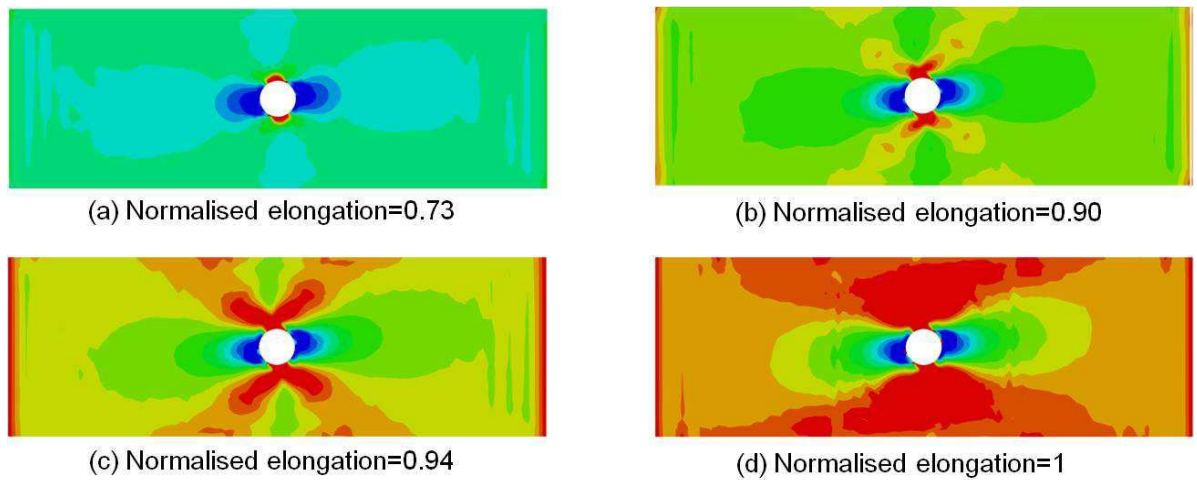 (a) Normalised elongation=0.73
(b) Normalised elongation=0.90
(c) Normalised elongation=0.94
(d) Normalised elongation=1